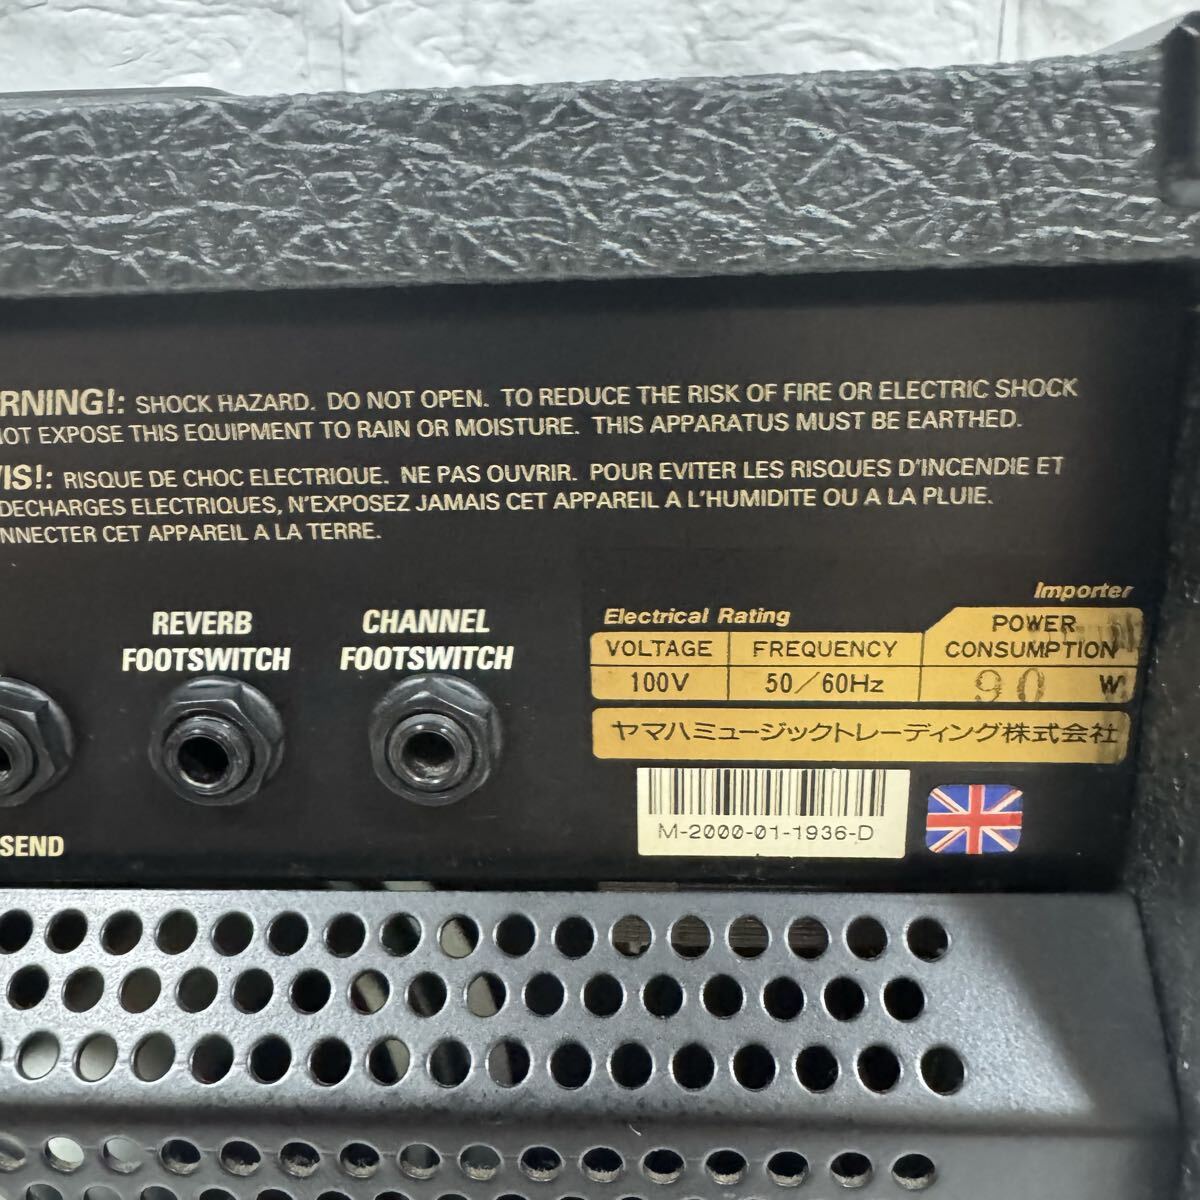 RNING!: SHOCK HAZARD. DO NOT OPEN. TO REDUCE THE RISK OF FIRE OR ELECTRIC SHOCK
NOT EXPOSE THIS EQUIPMENT TO RAIN OR MOISTURE. THIS APPARATUS MUST BE EARTHED.
VIS!: RISQUE DE CHOC ELECTRIQUE. NE PAS OUVRIR. POUR EVITER LES RISQUES D'INCENDIE ET
DECHARGES ELECTRIQUES, N'EXPOSEZ JAMAIS CET APPAREIL A L'HUMIDITE OU A LA PLUIE.
NNECTER CET APPAREIL A LA TERRE.
REVERB
FOOTSWITCH
CHANNEL
FOOTSWITCH
SEND
Importer
Electrical Rating
VOLTAGE FREQUENCY POWER CONSUMPTION
100V 50/60Hz 90 W
ヤマハミュージックトレーディング株式会社
M-2000-01-1936-D